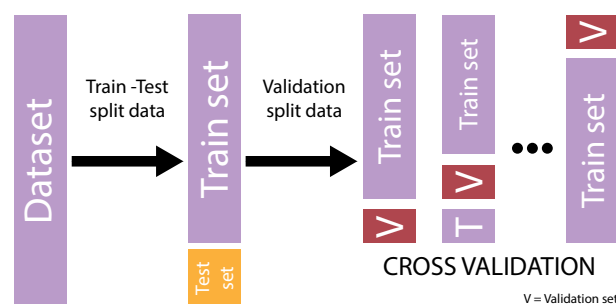 Dataset
Train -Test
split data
Train set
Test
set
Validation
split data
Train set
V
Train set
V
T
V
Train set
CROSS VALIDATION
V = Validation set